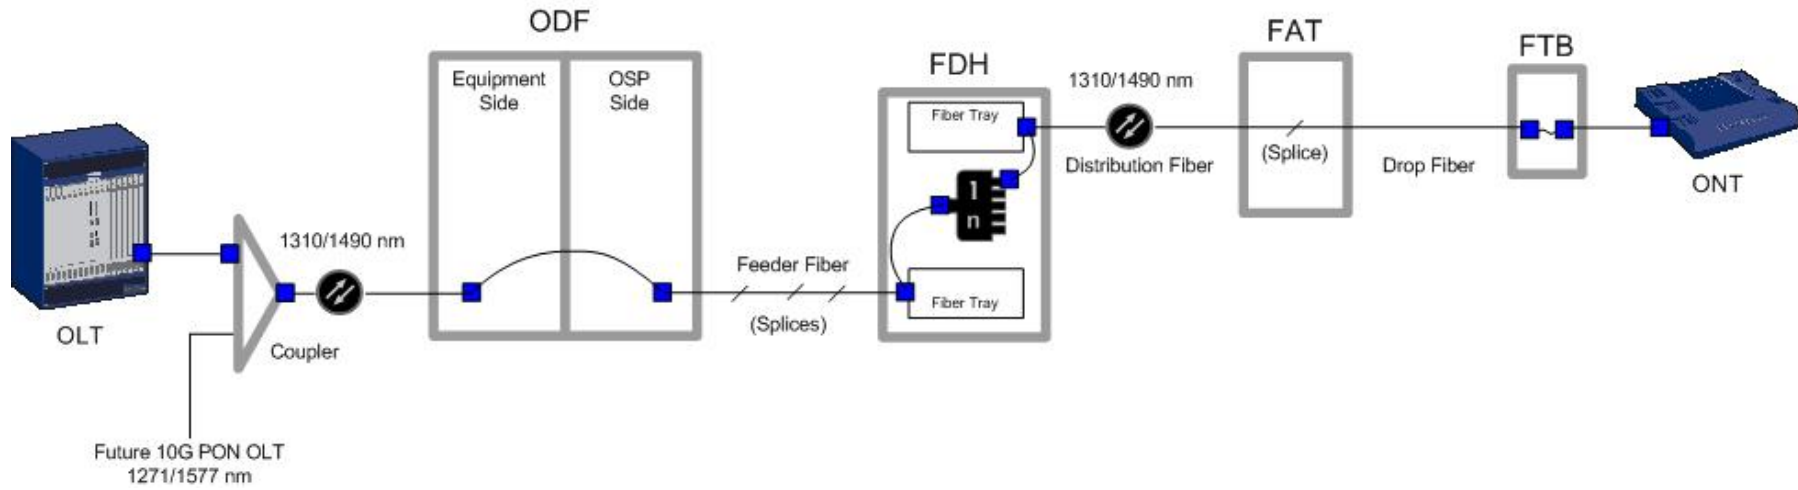 ODF
Equipment
Side
OSP
Side
FDH
Fiber Tray
1
n
Fiber Tray
1310/1490 nm
Distribution Fiber
FAT
(Splice)
Drop Fiber
FTB
ONT
OLT
1310/1490 nm
Coupler
Feeder Fiber
(Splices)
Future 10G PON OLT
1271/1577 nm